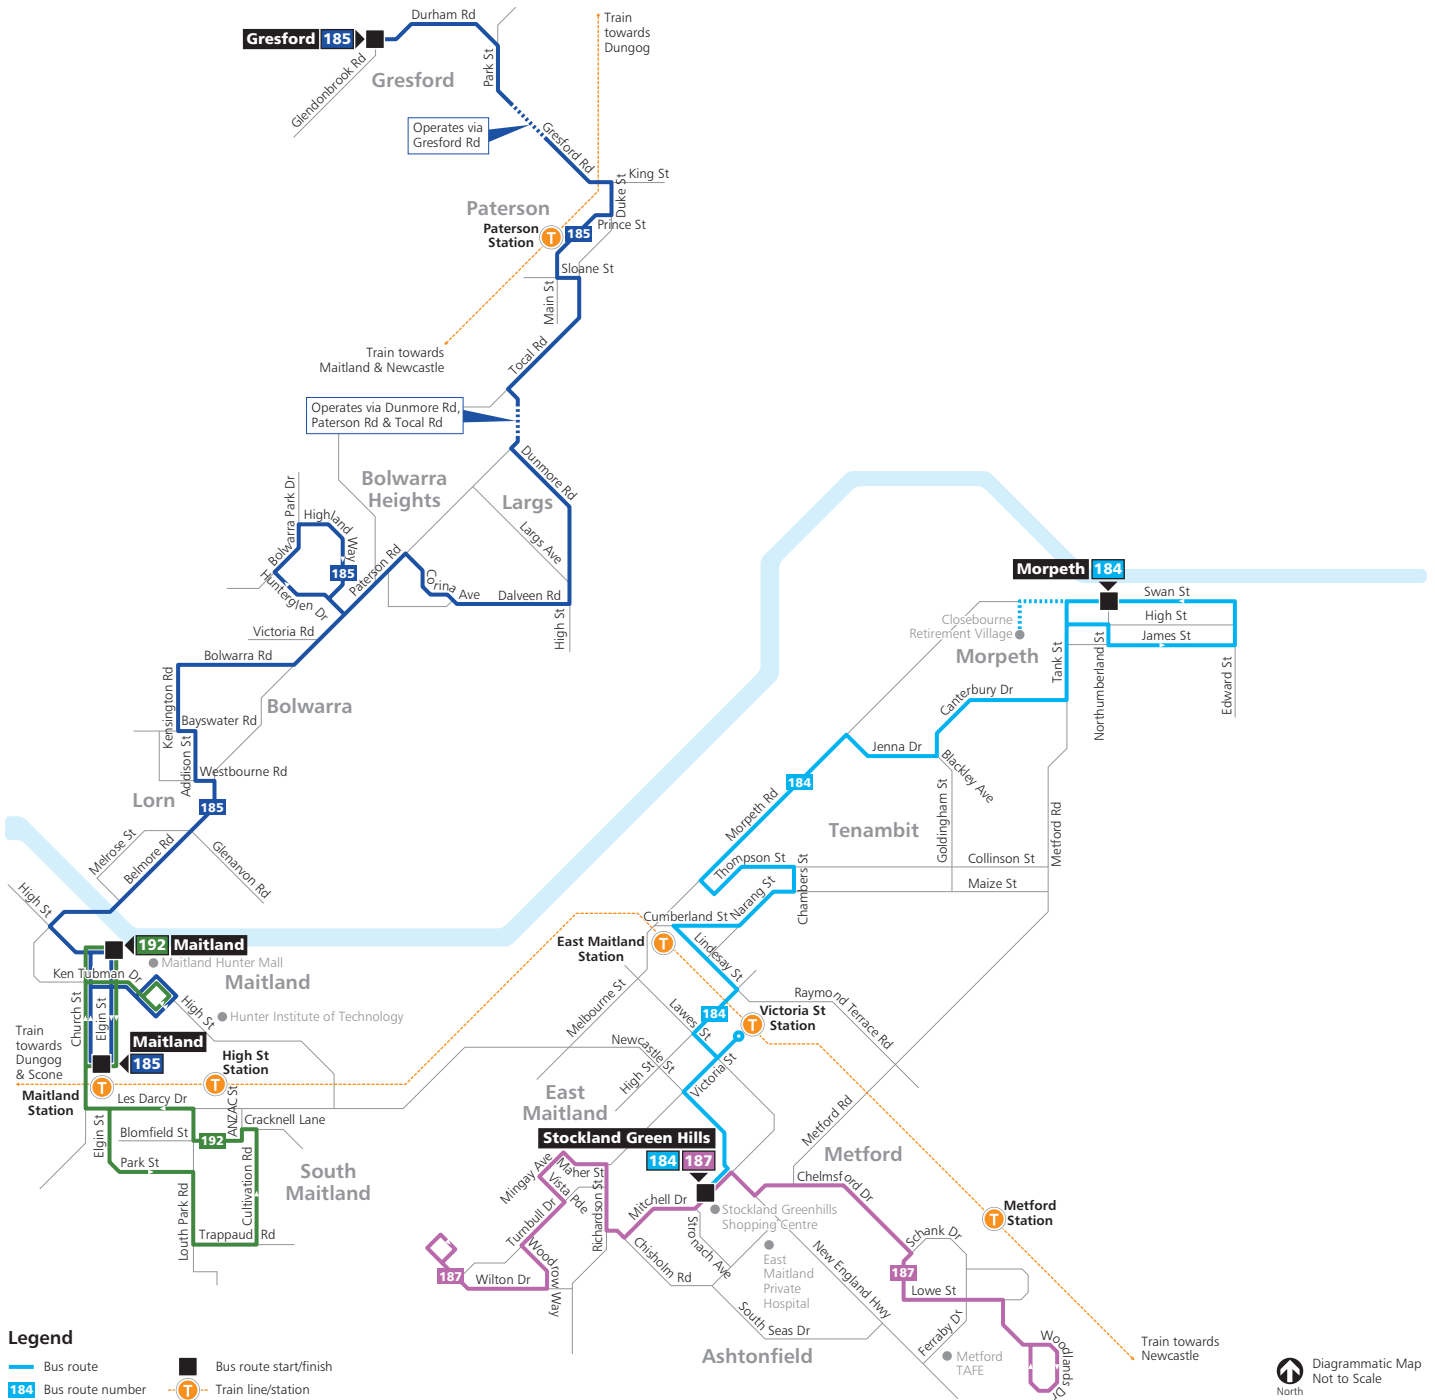 Durham Rd
Train
towards
Dungog
Gresford 185
Glendonbrook Rd
Gresford
Park St
Operates via
Gresford Rd
Gresford Rd
King St
Duke St
Paterson
Paterson
Station
T
185
Prince St
Sloane St
Main St
Train towards
Maitland & Newcastle
Tocal Rd
Operates via Dunmore Rd,
Paterson Rd & Tocal Rd
Dunmore Rd
Bolwarra
Heights
Largs
Largs Ave
Bolwarra Park Dr
Highland Way
185
Hunterglen Dr
Paterson Rd
Corina Ave
Dalveen Rd
High St
Victoria Rd
Bolwarra Rd
Kensington Rd
Bolwarra
Bayswater Rd
Addison St
Westbourne Rd
Lorn
185
Melrose St
Belmore Rd
Glenarvon Rd
High St
Morpeth 184
Swan St
High St
James St
Closebourne
Retirement Village
Morpeth
Tank St
Northumberland St
Edward St
Canterbury Dr
Jenna Dr
Blackley Ave
184
Morpeth Rd
Goldingham St
Metford Rd
Tenambit
Thompson St
Collinson St
Narang St
Chambers St
Maize St
Cumberland St
Lindesay St
East Maitland
Station
T
Melbourne St
Raymond Terrace Rd
184
Lawes St
Victoria St
Station
T
Newcastle St
High St
Victoria St
East
Maitland
192 Maitland
Maitland Hunter Mall
Ken Tubman Dr
Maitland
High St
Church St
Elgin St
Hunter Institute of Technology
Train
towards
Dungog
& Scone
Maitland
185
High St
Station
T
Maitland
Station
T
Les Darcy Dr
ANZAC St
Cracknell Lane
Elgin St
Blomfield St
192
Park St
South
Maitland
Louth Park Rd
Cultivation Rd
Trappaud Rd
Stockland Green Hills
184 187
Metford Rd
Metford
Mingay Ave
Maher St
Vista Pde
Turnbull Dr
Richardson St
Mitchell Dr
Chelmsford Dr
Stockland Greenhills
Shopping Centre
Stronach Ave
Woodrow Way
187
Wilton Dr
Chisholm Rd
East
Maitland
Private
Hospital
New England Hwy
Metford
Station
T
Schank Dr
187
Lowe St
South Seas Dr
Ferraby Dr
Ashtonfield
Metford
TAFE
Woodlands Dr
Train towards
Newcastle
Legend
Bus route
Bus route start/finish
184 Bus route number
T Train line/station
Diagrammatic Map
Not to Scale
North